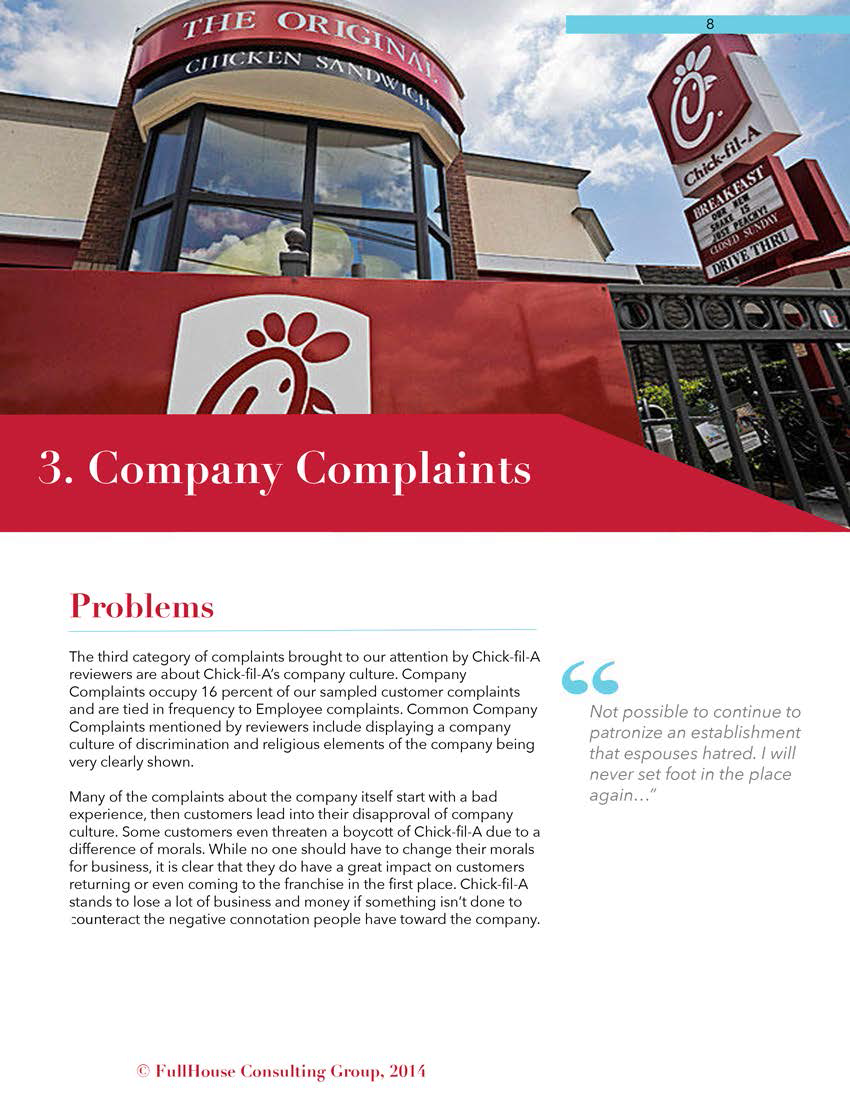 8
THE ORIGINAL
CHICKEN SANDWICH
Chick-fil-A
BREAKFAST
OUR NEW
SHAKE FLAVOR
JUST PEACHY!
CLOSED SUNDAY
DRIVE THRU
3. Company Complaints
Problems
The third category of complaints brought to our attention by Chick-fil-A
reviewers are about Chick-fil-A’s company culture. Company
Complaints occupy 16 percent of our sampled customer complaints
and are tied in frequency to Employee complaints. Common Company
Complaints mentioned by reviewers include displaying a company
culture of discrimination and religious elements of the company being
very clearly shown.
Many of the complaints about the company itself start with a bad
experience, then customers lead into their disapproval of company
culture. Some customers even threaten a boycott of Chick-fil-A due to a
difference of morals. While no one should have to change their morals
for business, it is clear that they do have a great impact on customers
returning or even coming to the franchise in the first place. Chick-fil-A
stands to lose a lot of business and money if something isn’t done to
counteract the negative connotation people have toward the company.
“
Not possible to continue to
patronize an establishment
that espouses hatred. I will
never set foot in the place
again…”
© FullHouse Consulting Group, 2014